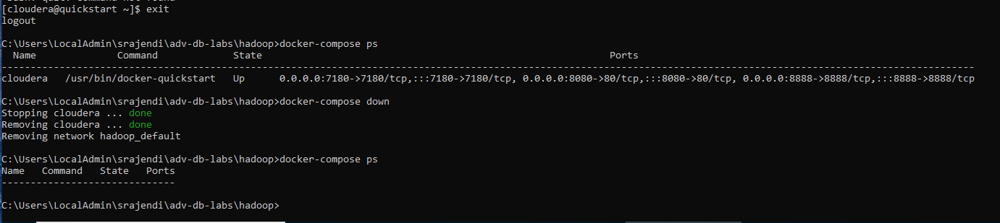 [cloudera@quickstart ~]$ exit
logout
C:\Users\LocalAdmin\srajendi\adv-db-labs\hadoop>docker-compose ps
Name Command State Ports
--------------------------------------------------------------------------------------------------------------------------------------------------------------------
cloudera /usr/bin/docker-quickstart Up 0.0.0.0:7180->7180/tcp,:::7180->7180/tcp, 0.0.0.0:8080->80/tcp,:::8080->80/tcp, 0.0.0.0:8888->8888/tcp,:::8888->8888/tcp
C:\Users\LocalAdmin\srajendi\adv-db-labs\hadoop>docker-compose down
Stopping cloudera ... done
Removing cloudera ... done
Removing network hadoop_default
C:\Users\LocalAdmin\srajendi\adv-db-labs\hadoop>docker-compose ps
Name Command State Ports
------------------------------
C:\Users\LocalAdmin\srajendi\adv-db-labs\hadoop>